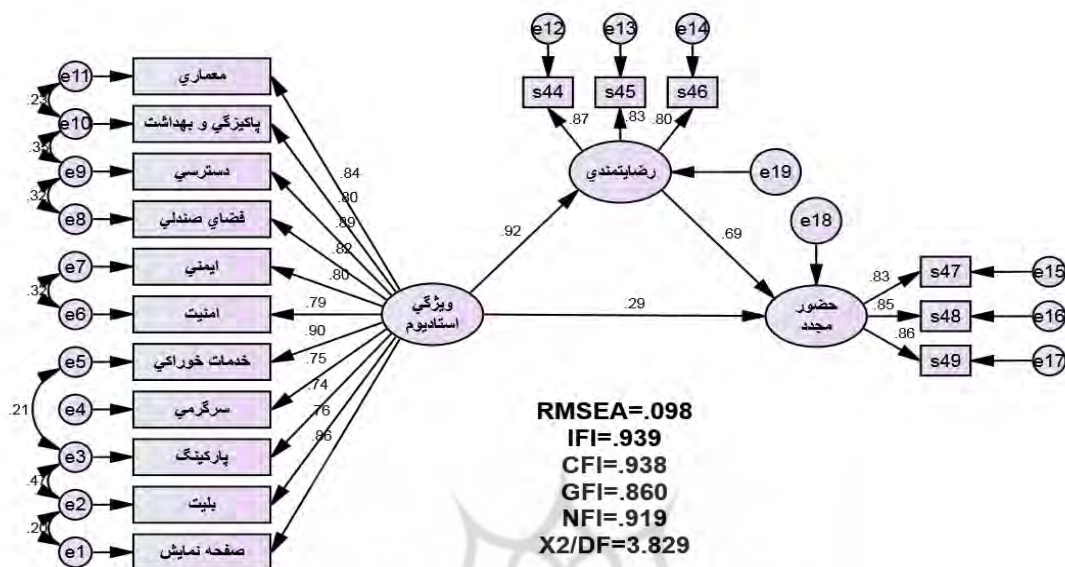 e12
e13
e14
s44
s45
s46
.87
.83
.80
رضايتمندي
e19
e18
e11
معماري
.23
e10
پاكيزگي و بهداشت
.33
e9
دسترسي
.32
e8
فضاي صندلي
e7
ايمني
.32
e6
امنيت
e5
خدمات خوراكي
.21
e4
سرگرمي
e3
پاركينگ
.47
e2
بليت
.20
e1
صفحه نمايش
.84
.80
.89
.82
.80
.79
.90
.75
.74
.76
.86
ويژگي
استاديوم
.92
.69
.29
حضور
مجدد
.83
.85
.86
s47
s48
s49
e15
e16
e17
RMSEA=.098
IFI=.939
CFI=.938
GFI=.860
NFI=.919
X2/DF=3.829